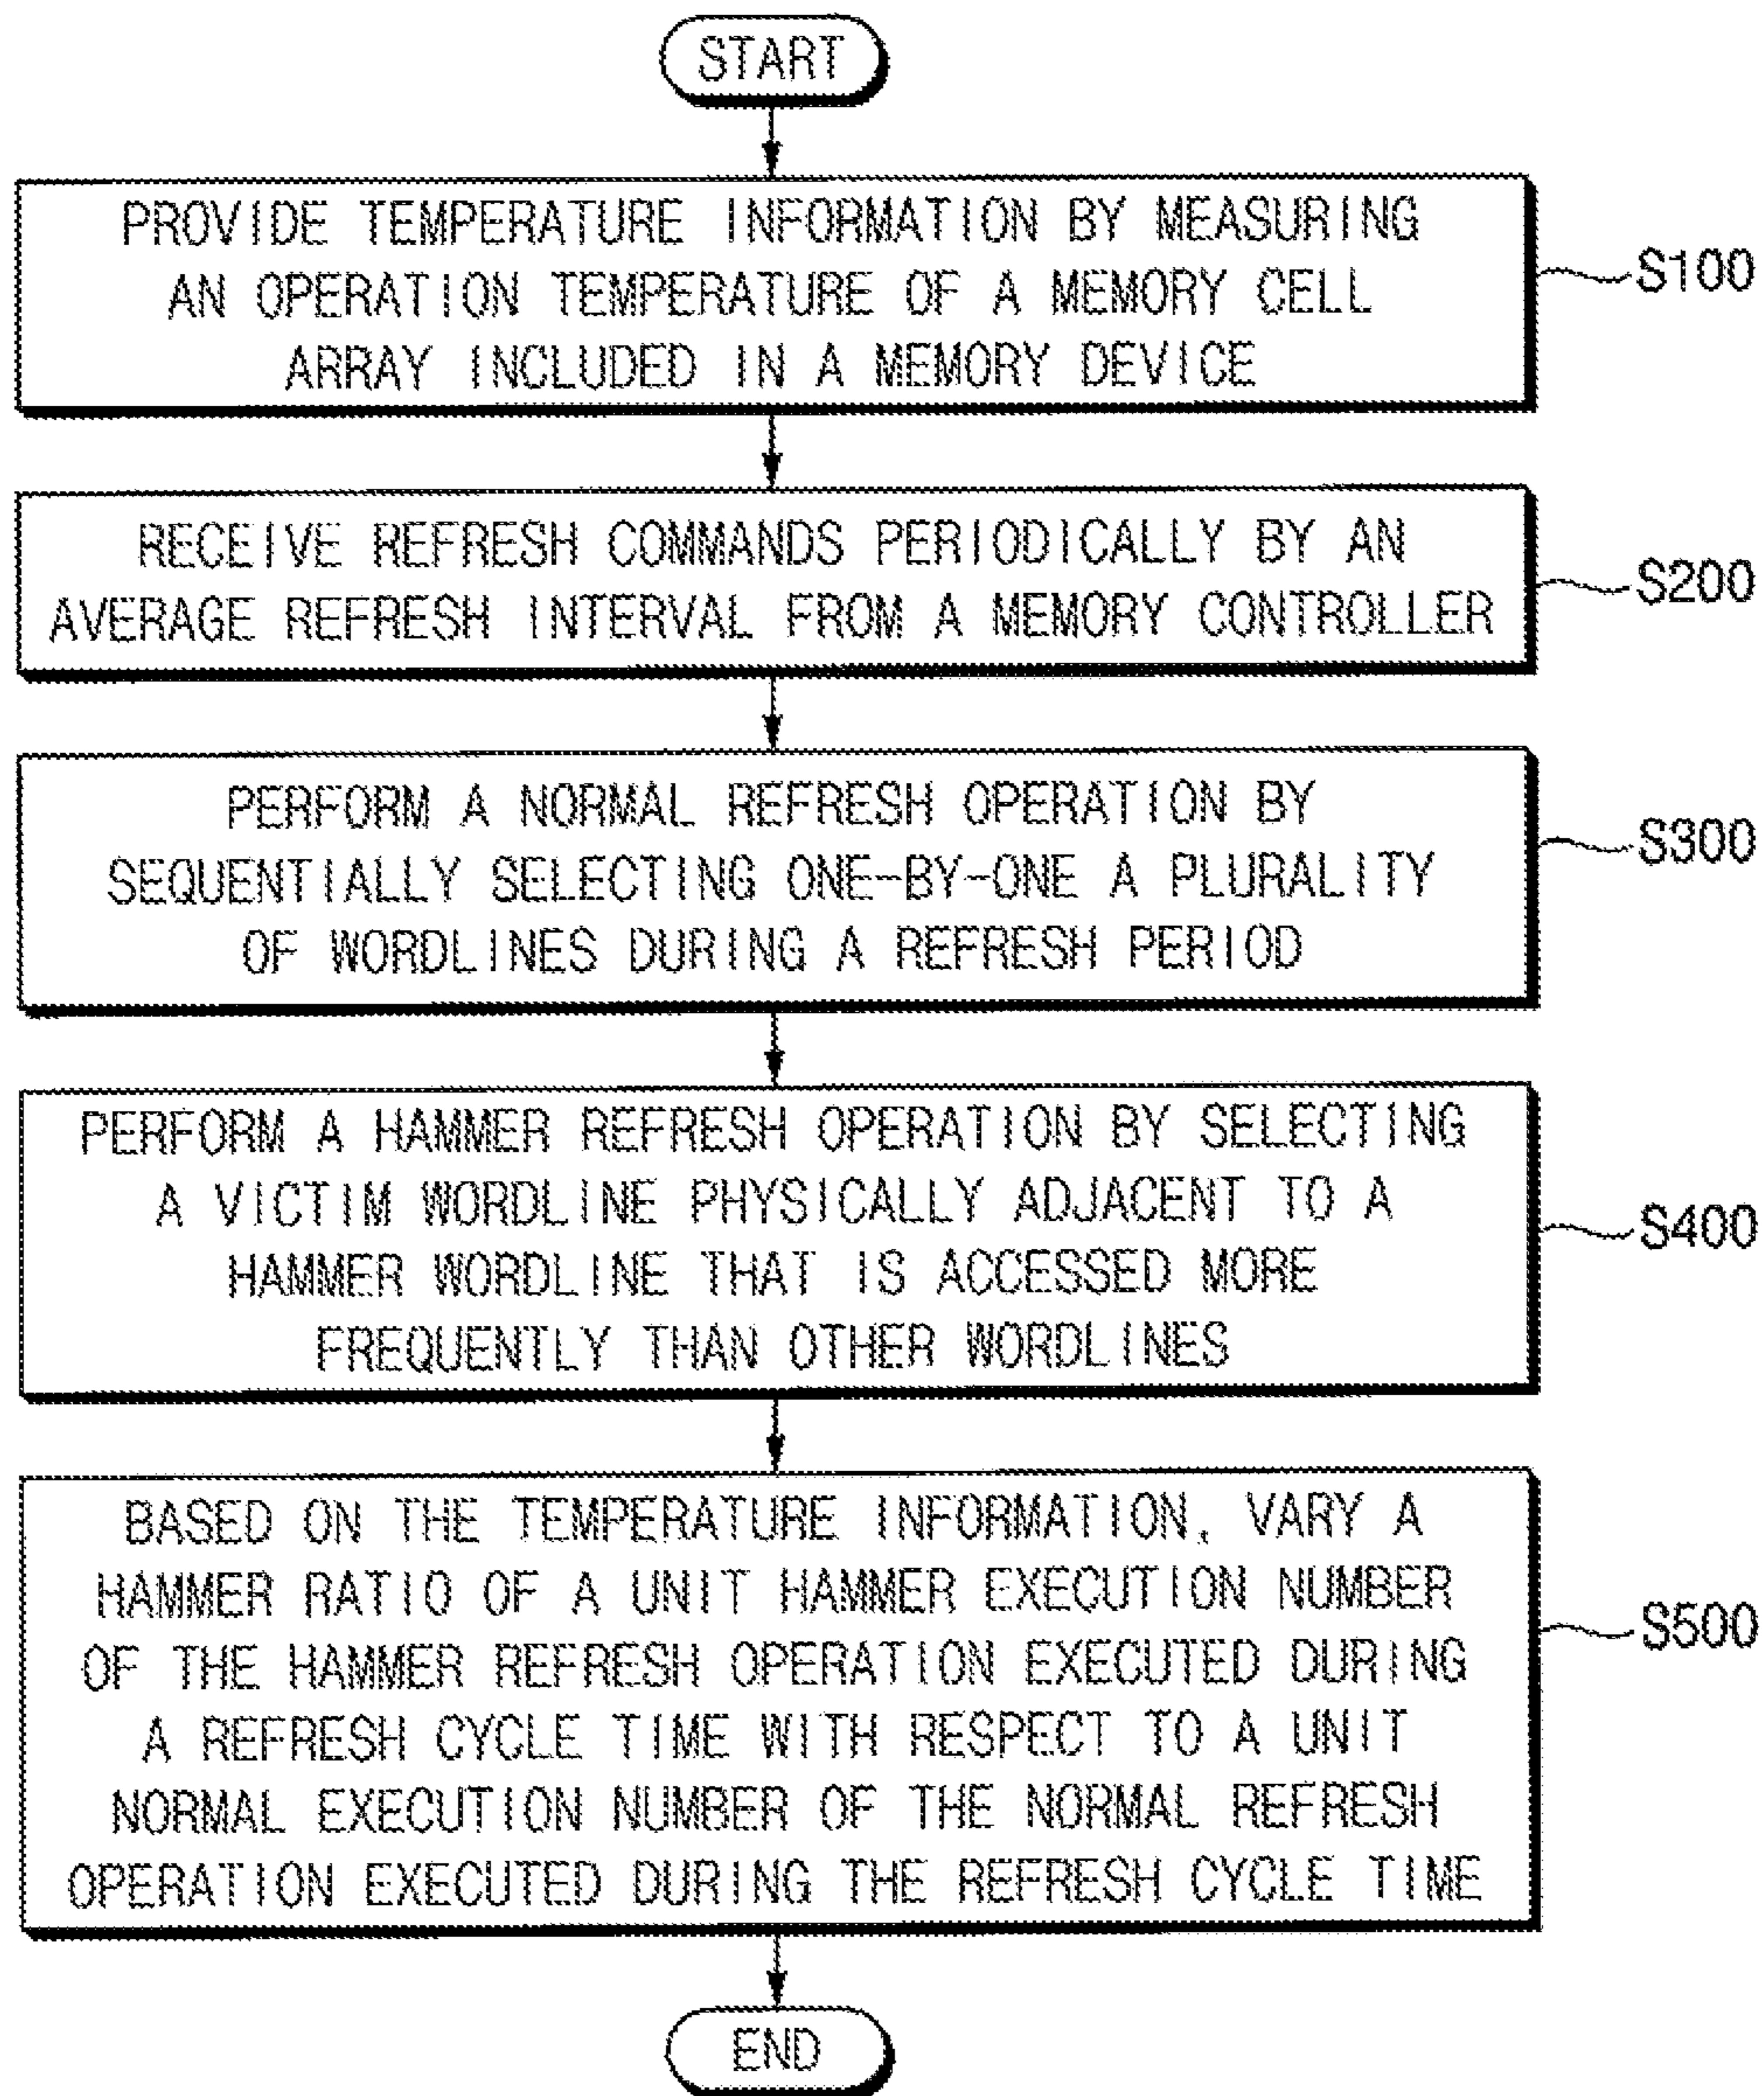 START
PROVIDE TEMPERATURE INFORMATION BY MEASURING
AN OPERATION TEMPERATURE OF A MEMORY CELL
ARRAY INCLUDED IN A MEMORY DEVICE
S100
RECEIVE REFRESH COMMANDS PERIODICALLY BY AN
AVERAGE REFRESH INTERVAL FROM A MEMORY CONTROLLER
S200
PERFORM A NORMAL REFRESH OPERATION BY
SEQUENTIALLY SELECTING ONE-BY-ONE A PLURALITY
OF WORDLINES DURING A REFRESH PERIOD
S300
PERFORM A HAMMER REFRESH OPERATION BY SELECTING
A VICTIM WORDLINE PHYSICALLY ADJACENT TO A
HAMMER WORDLINE THAT IS ACCESSED MORE
FREQUENTLY THAN OTHER WORDLINES
S400
BASED ON THE TEMPERATURE INFORMATION, VARY A
HAMMER RATIO OF A UNIT HAMMER EXECUTION NUMBER
OF THE HAMMER REFRESH OPERATION EXECUTED DURING
A REFRESH CYCLE TIME WITH RESPECT TO A UNIT
NORMAL EXECUTION NUMBER OF THE NORMAL REFRESH
OPERATION EXECUTED DURING THE REFRESH CYCLE TIME
S500
END